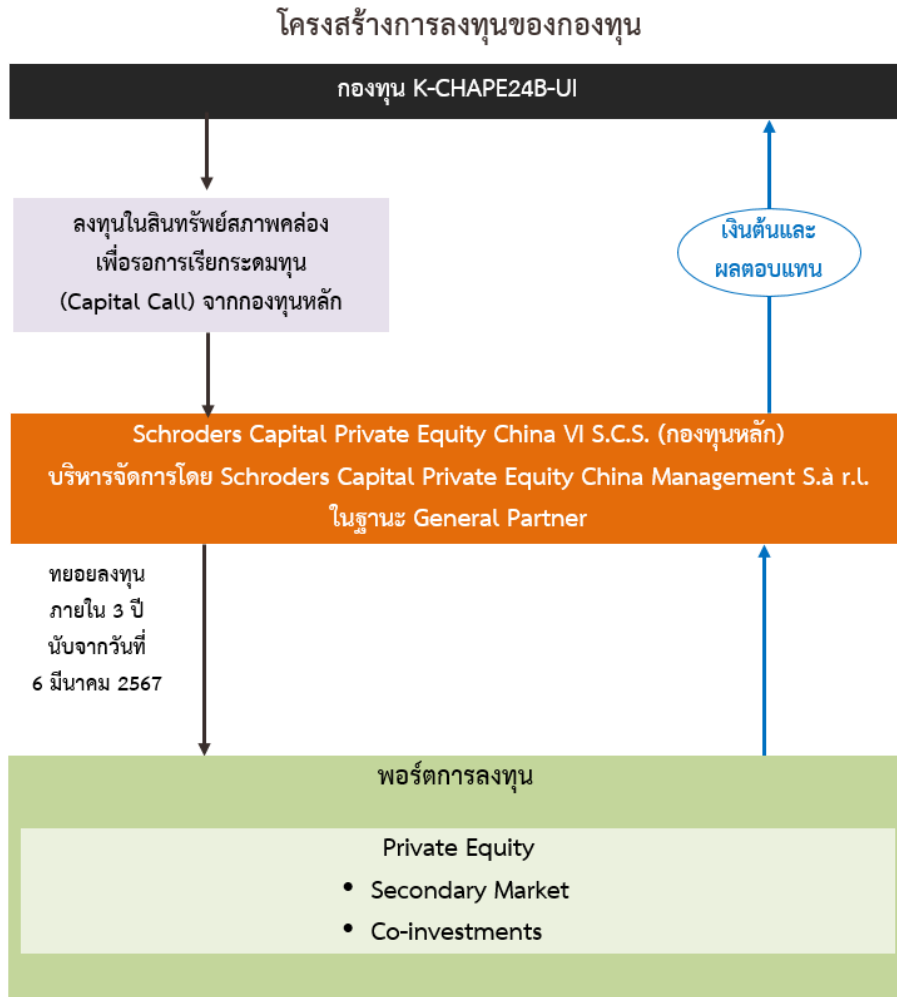 โครงสร้างการลงทุนของกองทุน
กองทุน K-CHAPE24B-UI
ลงทุนในสินทรัพย์สภาพคล่อง
เพื่อรอการเรียกระดมทุน
(Capital Call) จากกองทุนหลัก
เงินต้นและ
ผลตอบแทน
Schroders Capital Private Equity China VI S.C.S. (กองทุนหลัก)
บริหารจัดการโดย Schroders Capital Private Equity China Management S.à r.l.
ในฐานะ General Partner
ทยอยลงทุน
ภายใน 3 ปี
นับจากวันที่
6 มีนาคม 2567
พอร์ตการลงทุน
Private Equity
• Secondary Market
• Co-investments